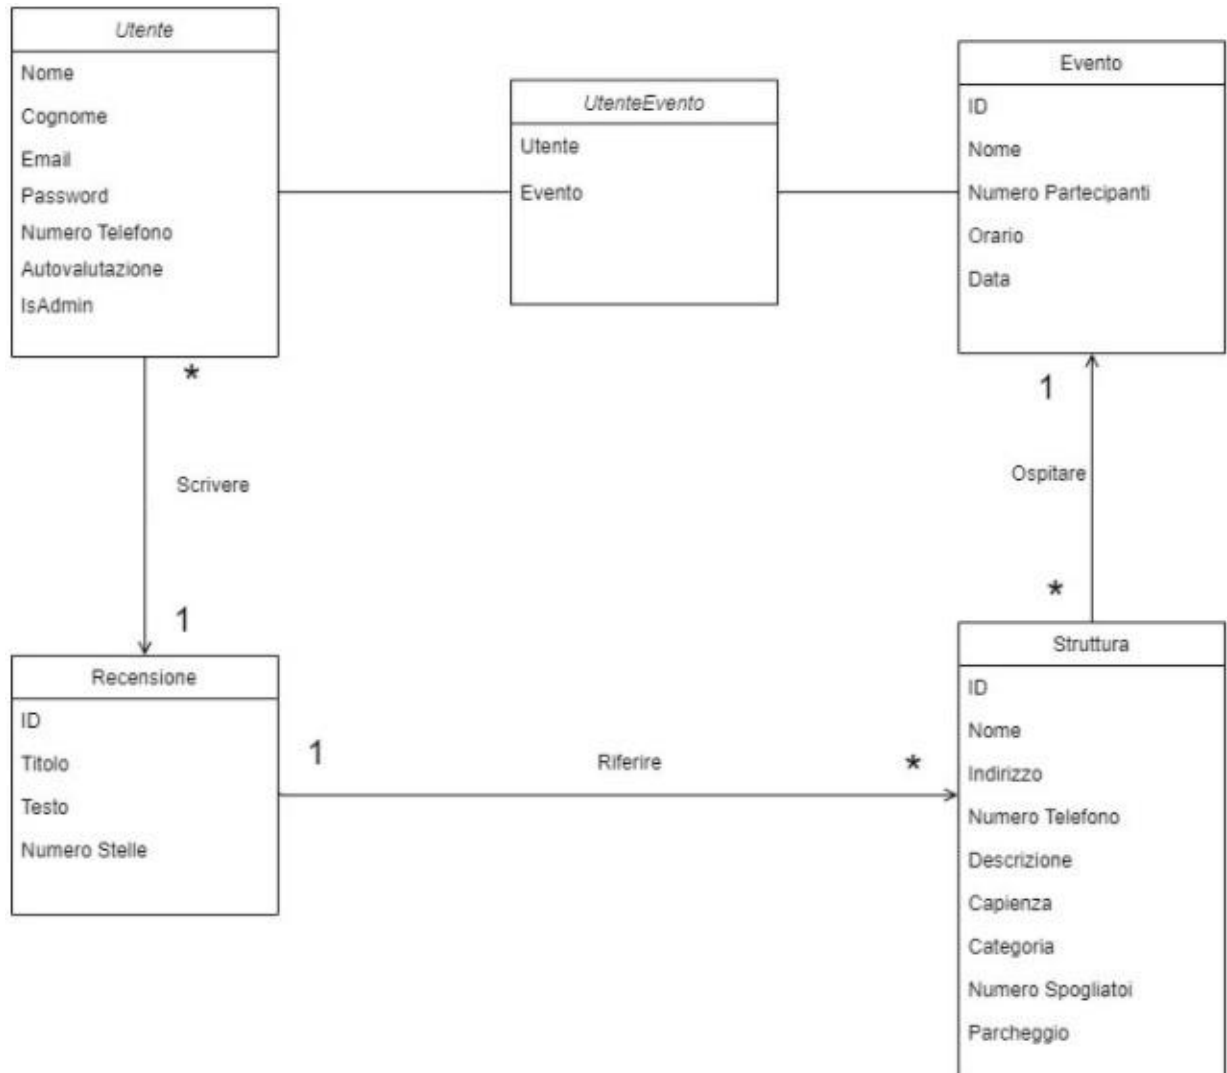 Utente
Nome
Cognome
Email
Password
Numero Telefono
Autovalutazione
IsAdmin
UtenteEvento
Utente
Evento
Evento
ID
Nome
Numero Partecipanti
Orario
Data
*
Scrivere
1
1
Ospitare
*
Recensione
ID
Titolo
Testo
Numero Stelle
1
Riferire
*
Struttura
ID
Nome
Indirizzo
Numero Telefono
Descrizione
Capienza
Categoria
Numero Spogliatoi
Parcheggio